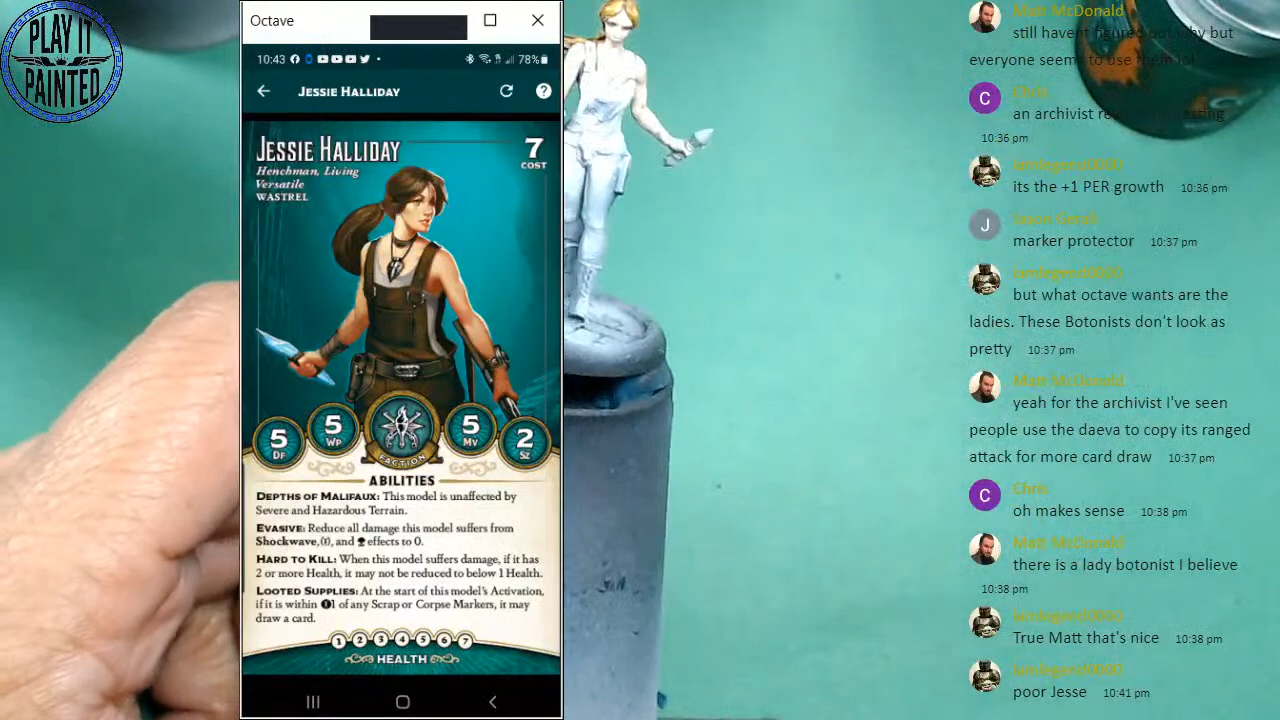 PLAY IT
PAINTED
Octave
10:43
78%
JESSIE HALLIDAY
JESSIE HALLIDAY
7
COST
Henchman, Living
Versatile
WASTREL
5
DF
5
WP
FACTION
5
MV
2
SZ
ABILITIES
DEPTHS OF MALIFAUX: This model is unaffected by
Severe and Hazardous Terrain.
EVASIVE: Reduce all damage this model suffers from
Shockwave, and effects to 0.
HARD TO KILL: When this model suffers damage, if it has
2 or more Health, it may not be reduced to below 1 Health.
LOOTED SUPPLIES: At the start of this model's Activation,
if it is within 1 of any Scrap or Corpse Markers, it may
draw a card.
1 2 3 4 5 6 7
HEALTH
Matt McDonald
still havent figured out why but
everyone seems to use them lol
C
Chris
an archivist
10:36 pm
iamlegend0000
its the +1 PER growth 10:36 pm
J
marker protector 10:37 pm
iamlegend0000
but what octave wants are the
ladies. These Botonists don't look as
pretty 10:37 pm
Matt McDonald
yeah for the archivist I've seen
people use the daeva to copy its ranged
attack for more card draw 10:37 pm
C
Chris
oh makes sense 10:38 pm
Matt McDonald
there is a lady botonist I believe
10:38 pm
iamlegend0000
True Matt that's nice 10:38 pm
iamlegend0000
poor Jesse 10:41 pm